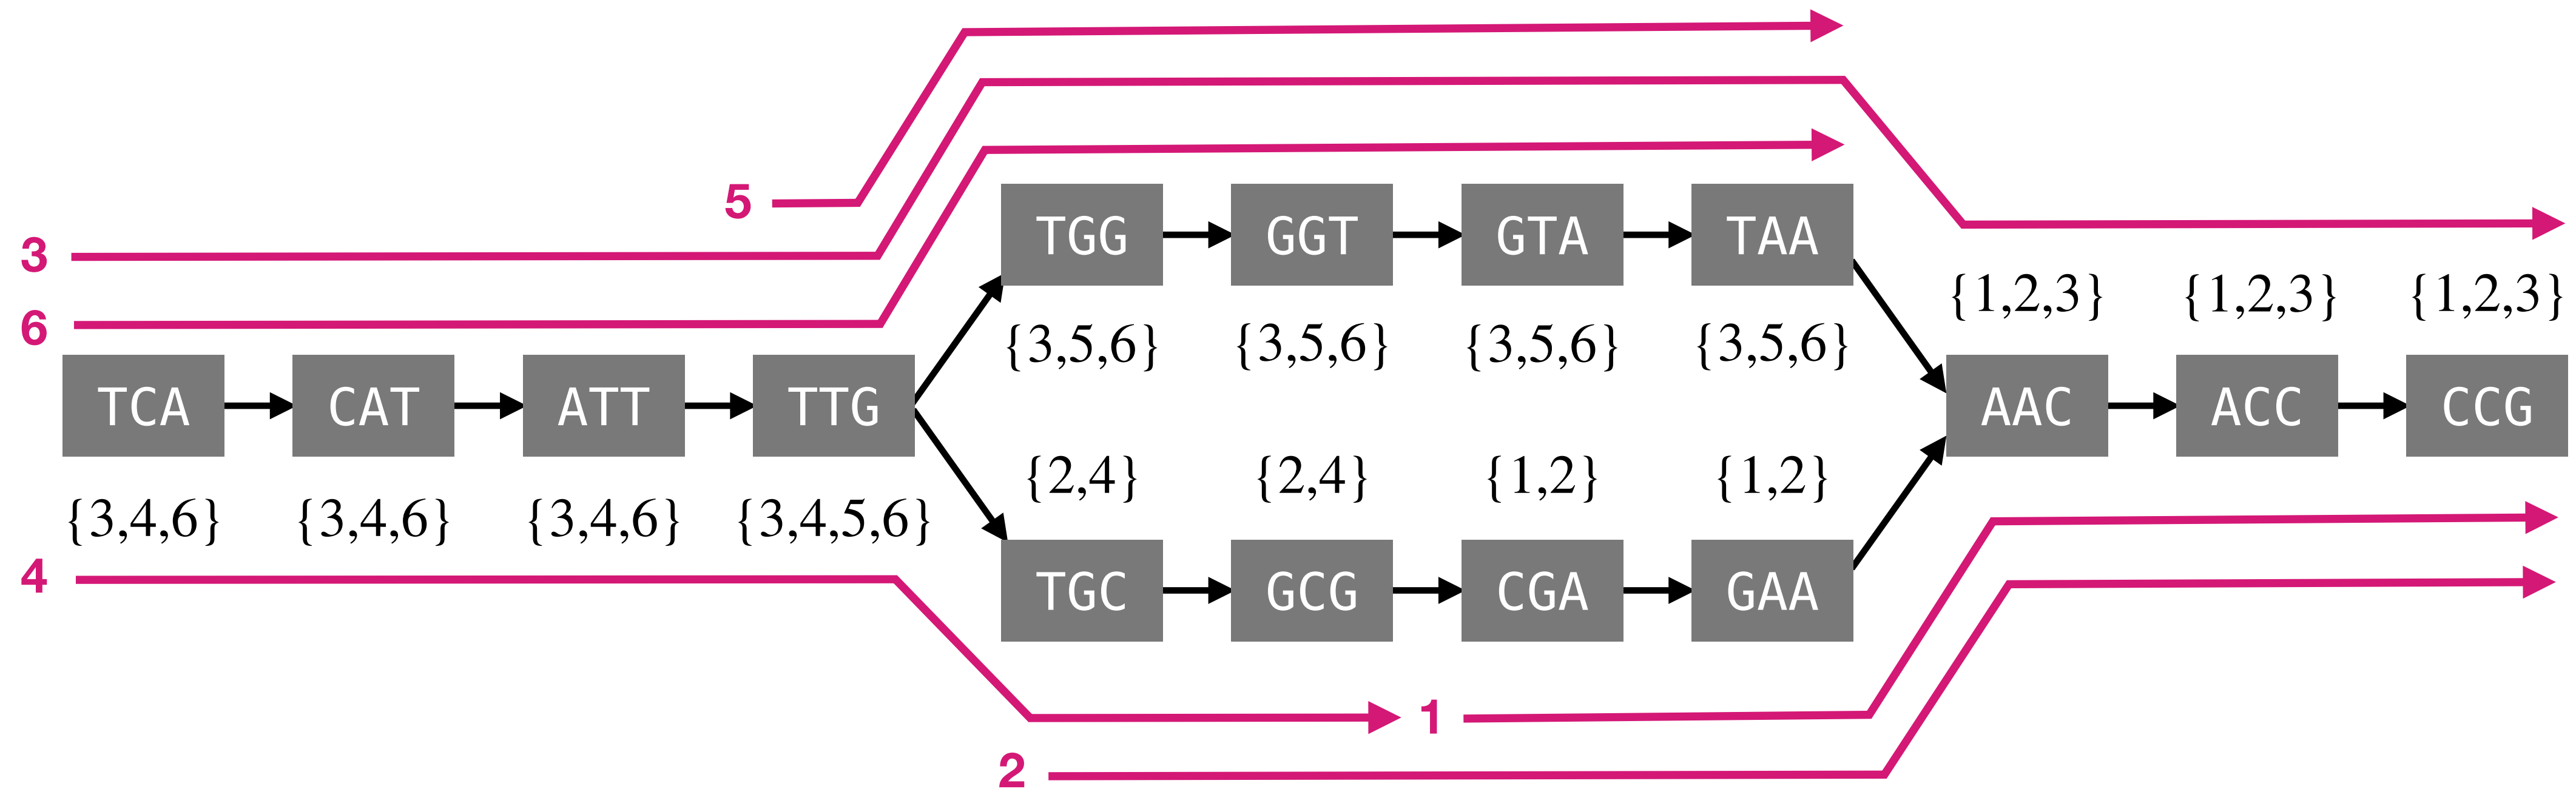 5
3
TGG GGT GTA TAA
{1,2,3} {1,2,3} {1,2,3}
6
{3,5,6} {3,5,6} {3,5,6} {3,5,6}
TCA CAT ATT TTG AAC ACC CCG
{2,4} {2,4} {1,2} {1,2}
{3,4,6} {3,4,6} {3,4,6} {3,4,5,6}
4
TGC GCG CGA GAA
1
2